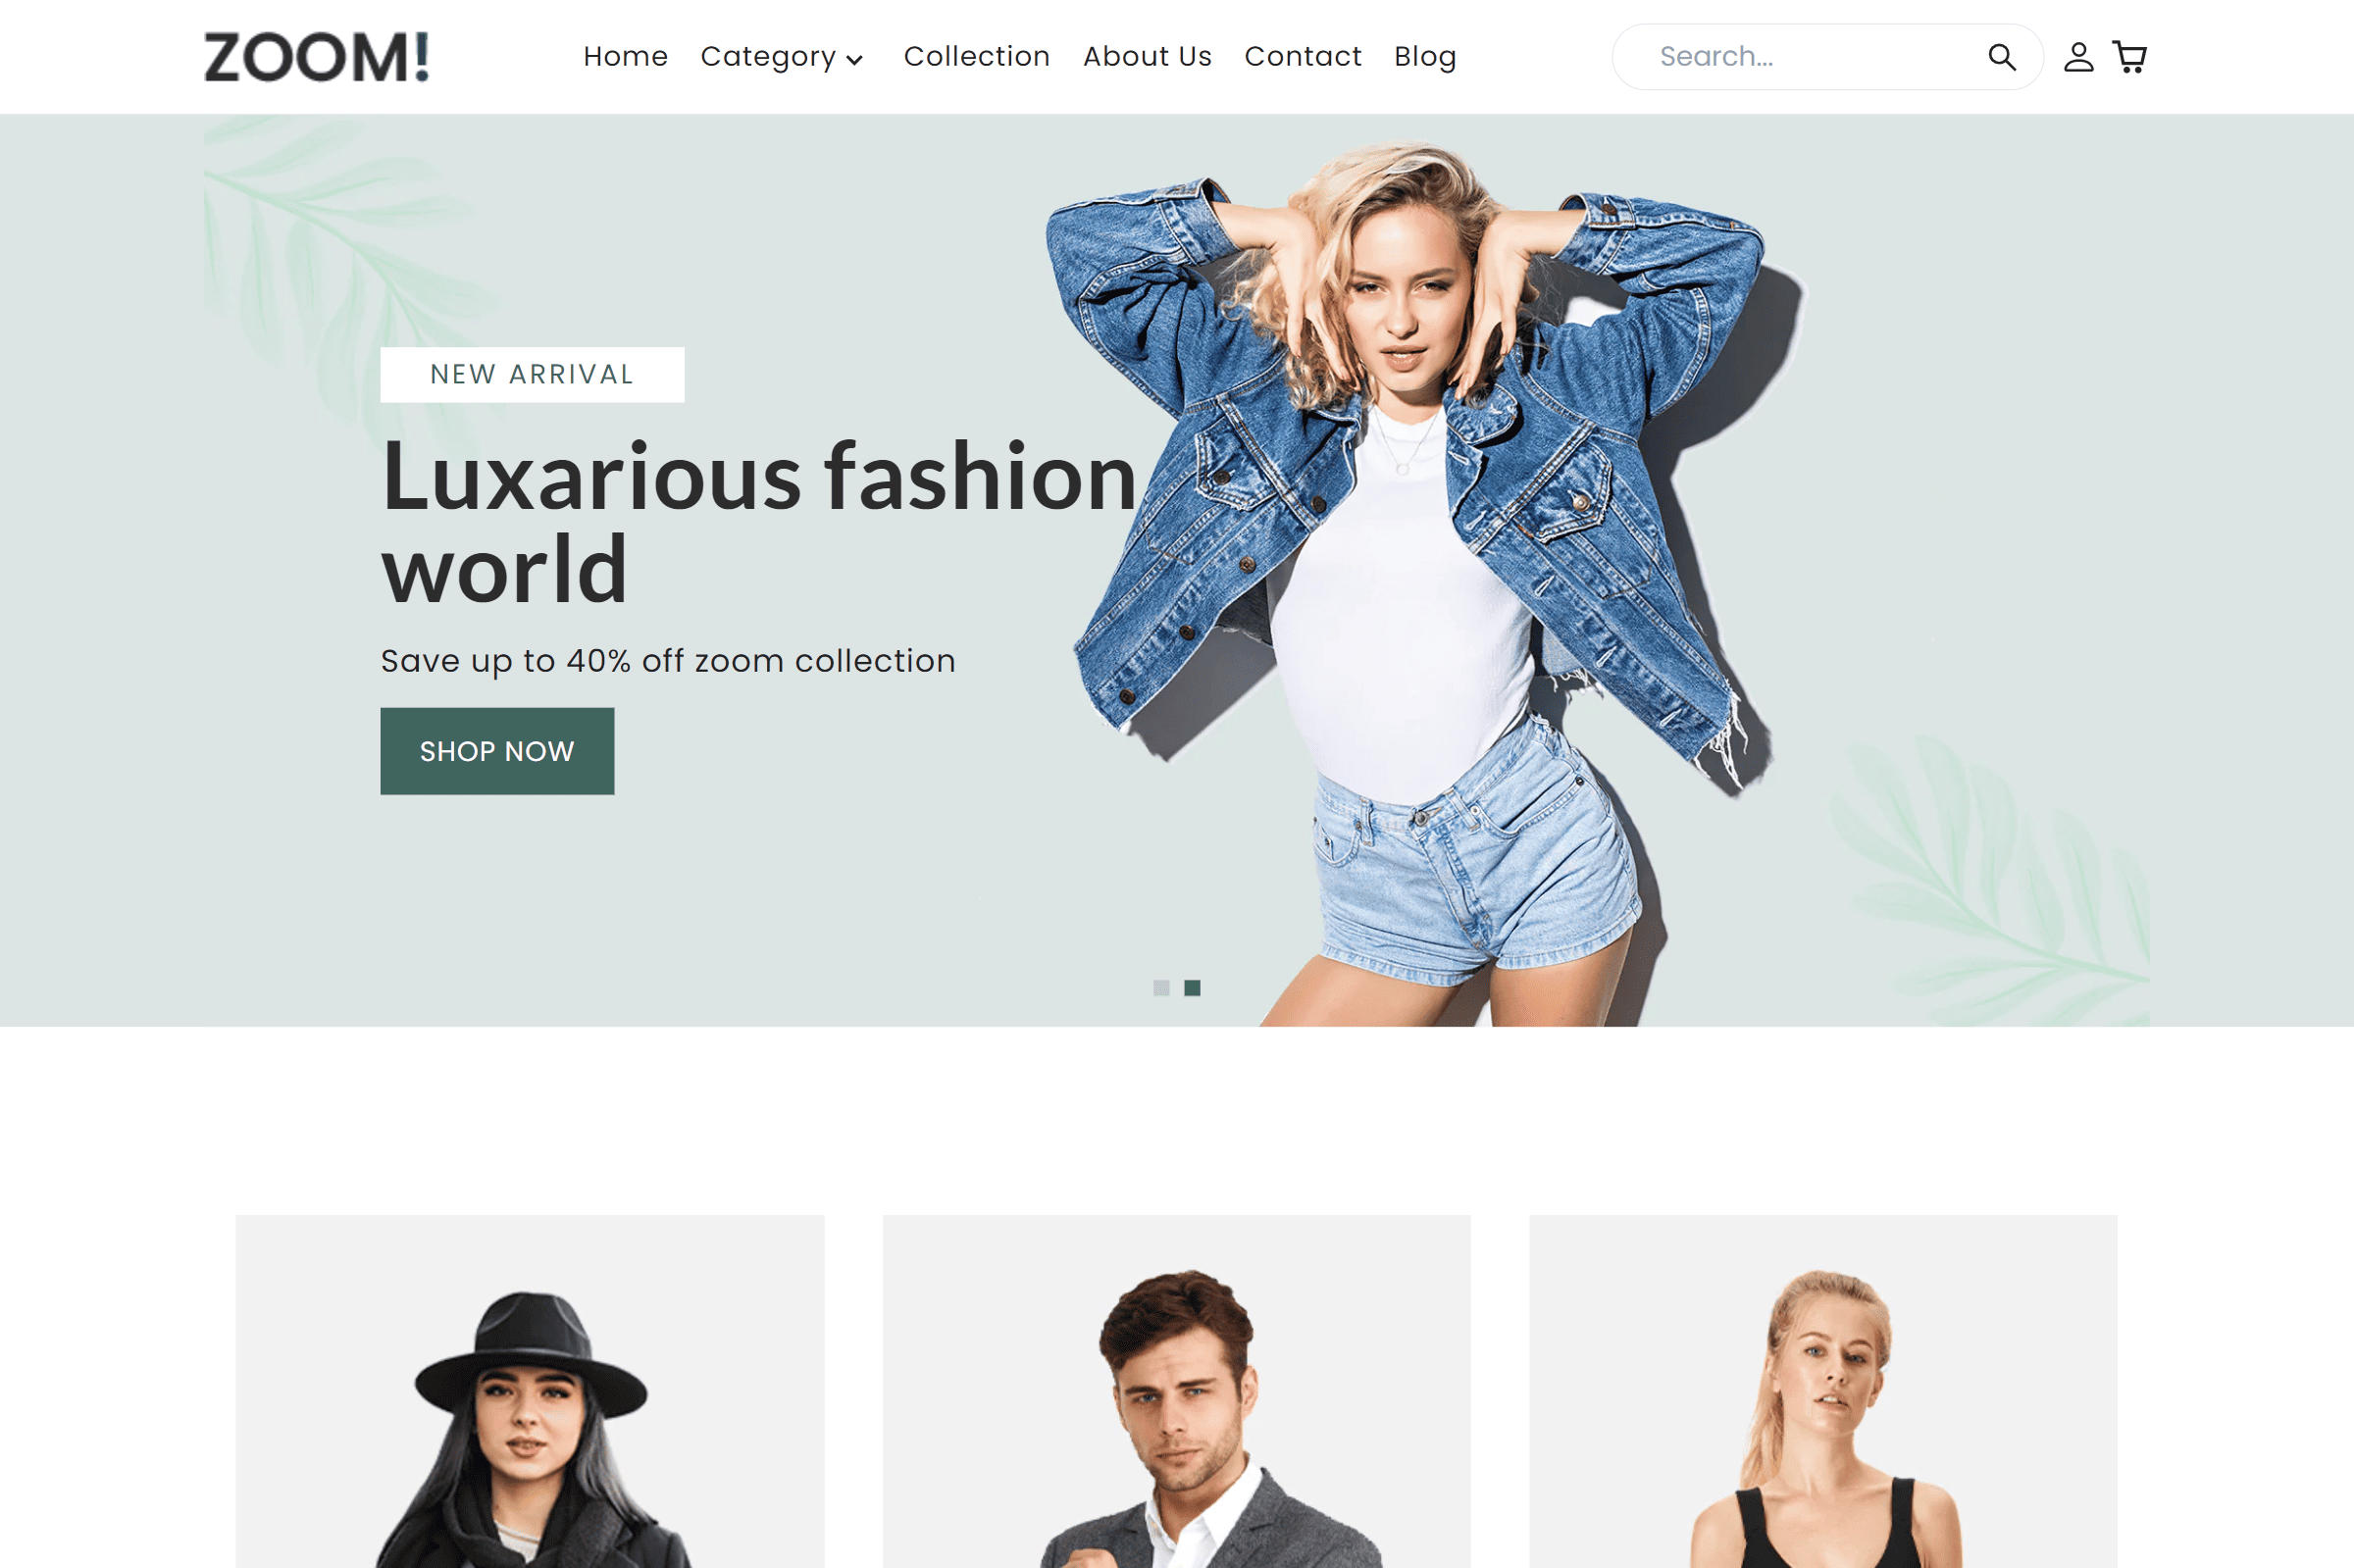 ZOOM!
Home Category Collection About Us Contact Blog
Search...
NEW ARRIVAL
Luxarious fashion
world
Save up to 40% off zoom collection
SHOP NOW